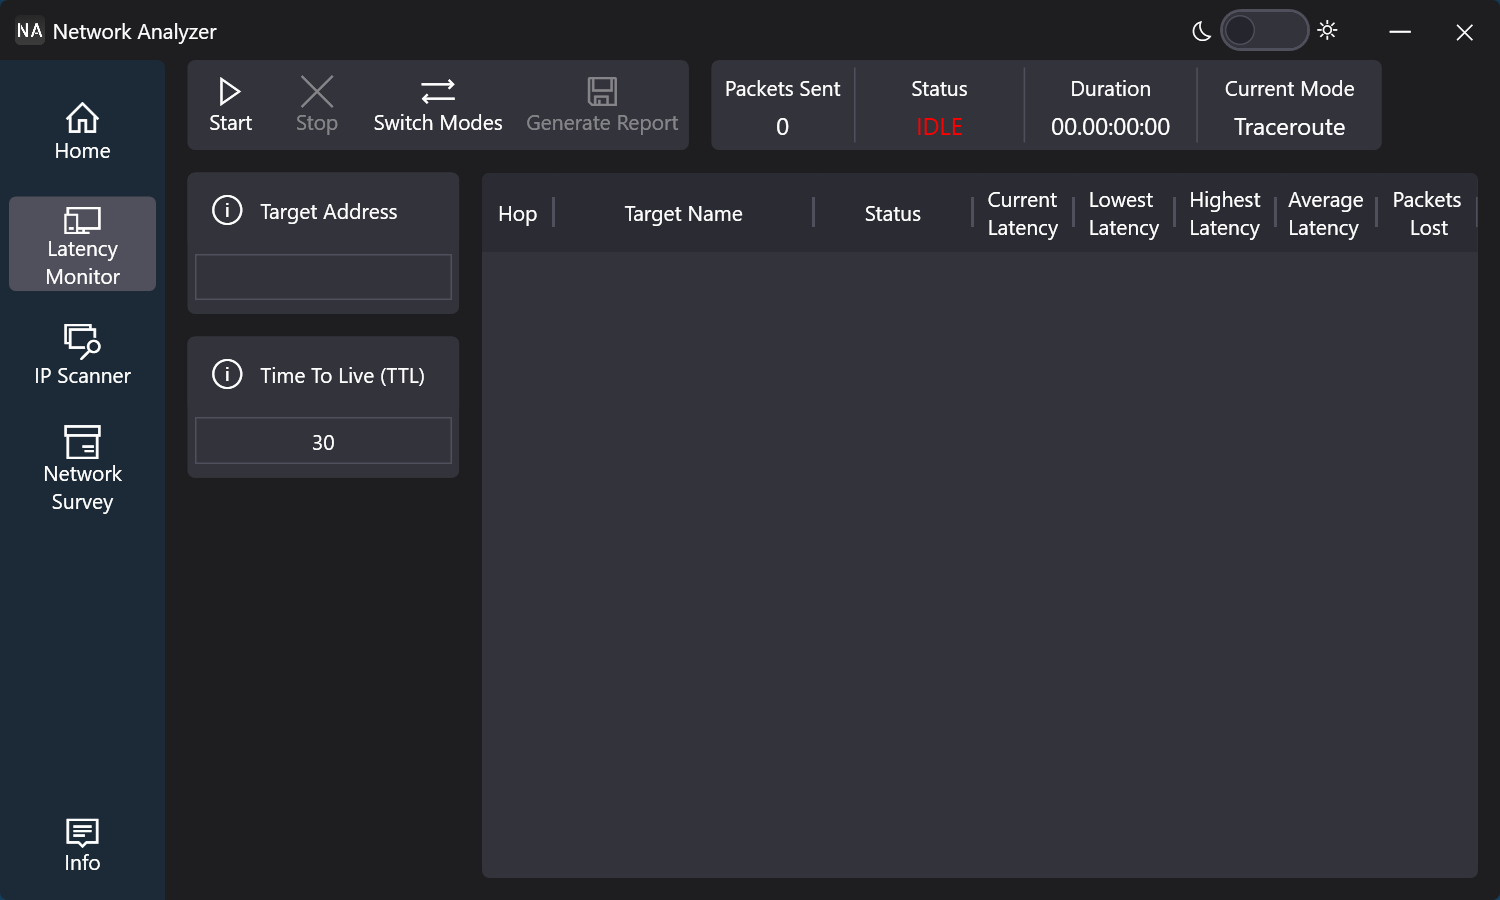 NA Network Analyzer
Home
Latency
Monitor
IP Scanner
Network
Survey
Info
Start
Stop
Switch Modes
Generate Report
Packets Sent
0
Status
IDLE
Duration
00.00:00:00
Current Mode
Traceroute
Target Address
Time To Live (TTL)
30
Hop
Target Name
Status
Current
Latency
Lowest
Latency
Highest
Latency
Average
Latency
Packets
Lost